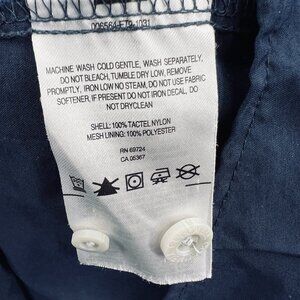 MACHINE WASH COLD GENTLE, WASH SEPARATELY,
DO NOT BLEACH, TUMBLE DRY LOW, REMOVE
PROMPTLY, IRON LOW NO STEAM, DO NOT USE FABRIC
SOFTENER, IF PRESENT DO NOT IRON DECAL, DO
NOT DRYCLEAN
SHELL: 100% TACTEL NYLON
MESH LINING: 100% POLYESTER
RN 69724
CA 05367